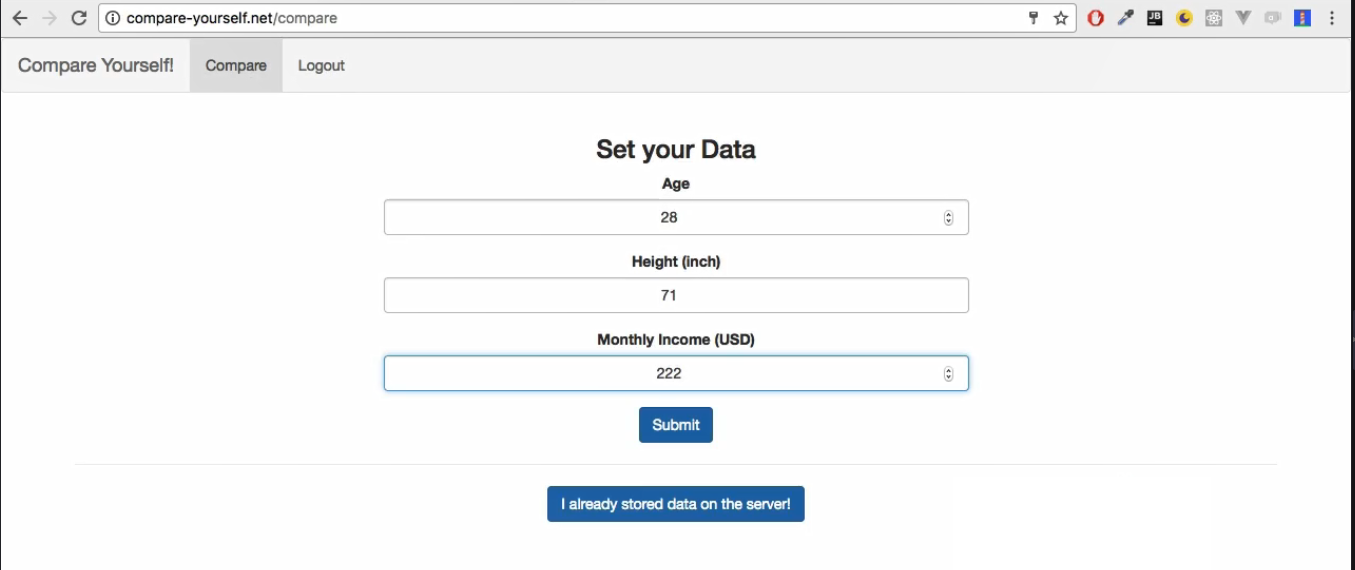 compare-yourself.net/compare
JB
Compare Yourself!
Compare
Logout
Set your Data
Age
28
Height (inch)
71
Monthly Income (USD)
222
Submit
I already stored data on the server!